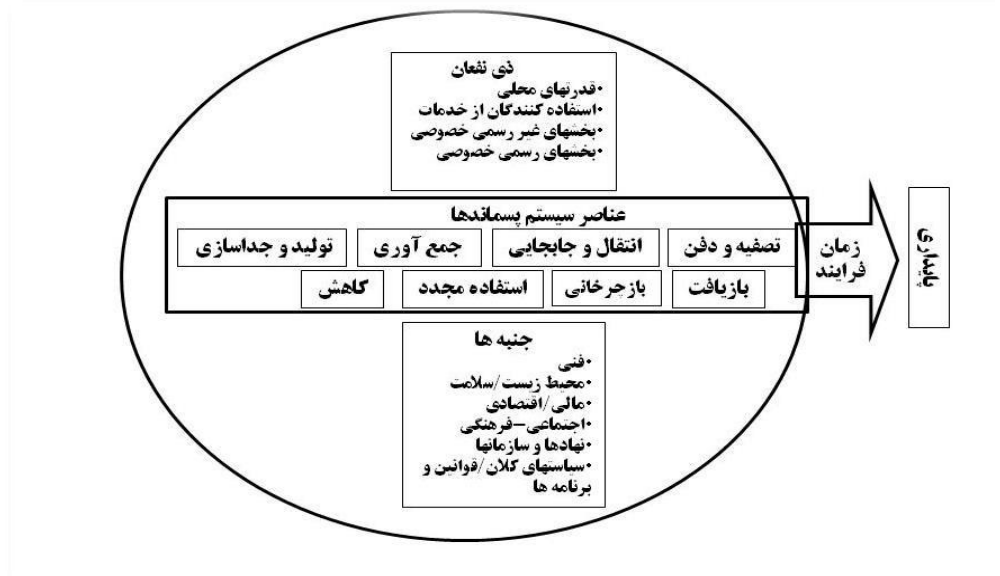 ذی نفعان
•قدرتهای محلی
•استفاده کنندگان از خدمات
•بخشهای غیر رسمی خصوصی
•بخشهای رسمی خصوصی
عناصر سیستم پسماندها
تصفیه و دفن
انتقال و جابجایی
جمع آوری
تولید و جداسازی
بازیافت
بازچرخانی
استفاده مجدد
کاهش
زمان
فرایند
پایداری
جنبه ها
•فنی
•محیط زیست/سلامت
•مالی/اقتصادی
•اجتماعی-فرهنگی
•نهادها و سازمانها
•سیاستهای کلان/قوانین و
برنامه ها